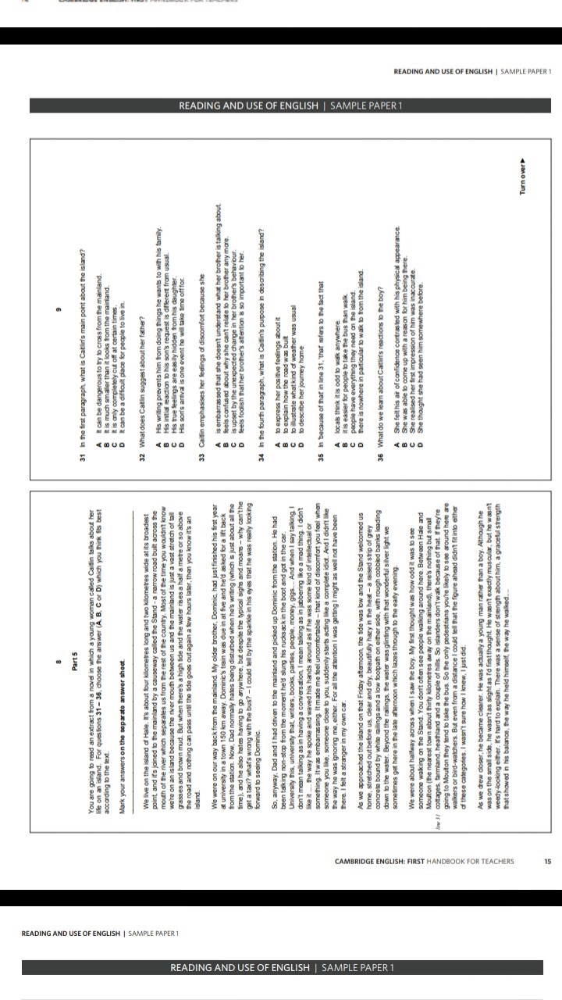 READING AND USE OF ENGLISH | SAMPLE PAPER 1
READING AND USE OF ENGLISH | SAMPLE PAPER 1
8
Part 5
You are going to read an extract from a novel in which a young woman called Caitlin talks about her
life on an island. For questions 31 – 36, choose the answer (A, B, C or D) which you think fits best
according to the text.
Mark your answers on the separate answer sheet.
We live on the island of Hale. It's about four kilometres long and two kilometres wide at its broadest
point, and it's joined to the mainland by a causeway called the Stand – a narrow road built across the
mouth of the river which separates us from the rest of the country. Most of the time you wouldn't know
we're on an island because the river mouth between us and the mainland is just a vast stretch of tall
grasses and brown mud. But when there's a high tide and the water rises a half a metre or so above
the road and nothing can pass until the tide goes out again a few hours later, then you know it's an
island.
We were on our way back from the mainland. My older brother, Dominic, had just finished his first year
at university in a town 150 km away. Dominic's train was due in at five and he'd asked for a lift back
from the station. Now, Dad normally hates being disturbed when he's writing (which is just about all the
time), and he also hates having to go anywhere, but despite the typical sighs and moans – why can't he
get a taxi? what's wrong with the bus? – I could tell by the sparkle in his eyes that he was really looking
forward to seeing Dominic.
So, anyway, Dad and I had driven to the mainland and picked up Dominic from the station. He had
been talking non-stop from the moment he'd slung his rucksack in the boot and got in the car.
University this, university that, writers, books, parties, people, money, gigs.... And when I say talking, I
don't mean talking as in having a conversation, I mean talking as in jabbering like a mad thing. I didn't
like it .... the way he spoke and waved his hands around as if he was some kind of intellectual or
something. It was embarrassing. It made me feel uncomfortable – that kind of discomfort you feel when
someone you like, someone close to you, suddenly starts acting like a complete idiot. And I didn't like
the way he was ignoring me, either. For all the attention I was getting I might as well not have been
there. I felt a stranger in my own car.
As we approached the island on that Friday afternoon, the tide was low and the Stand welcomed us
home, stretched out before us, clear and dry, beautifully hazy in the heat – a raised strip of grey
concrete bound by white railings and a low footpath on either side, with rough cobbled banks leading
down to the water. Beyond the railings, the water was glinting with that wonderful silver light we
sometimes get here in the late afternoon which lazes through to the early evening.
We were about halfway across when I saw the boy. My first thought was how odd it was to see
someone walking on the Stand. You don't often see people walking around here. Between Hale and
Moulton (the nearest town about thirty kilometres away on the mainland), there's nothing but small
cottages, farmland, heathland and a couple of hills. So islanders don't walk because of that. If they're
line 31
going to Moulton they tend to take the bus. So the only pedestrians you're likely to see around here are
walkers or bird-watchers. But even from a distance I could tell that the figure ahead didn't fit into either
of these categories. I wasn't sure how I knew, I just did.
As we drew closer, he became clearer. He was actually a young man rather than a boy. Although he
was on the small side, he wasn't as slight as I'd first thought. He wasn't exactly muscular, but he wasn't
weedy-looking either. It's hard to explain. There was a sense of strength about him, a graceful strength
that showed in his balance, the way he held himself, the way he walked....
9
31 In the first paragraph, what is Caitlin's main point about the island?
A It can be dangerous to try to cross from the mainland.
B It is much smaller than it looks from the mainland.
C It is only completely cut off at certain times.
D It can be a difficult place for people to live in.
32 What does Caitlin suggest about her father?
A His writing prevents him from doing things he wants to with his family.
B His initial reaction to his son's request is different from usual.
C His true feelings are easily hidden from his daughter.
D His son's arrival is one event he will take time off for.
33 Caitlin emphasises her feelings of discomfort because she
A is embarrassed that she doesn't understand what her brother is talking about.
B feels confused about why she can't relate to her brother any more.
C is upset by the unexpected change in her brother's behaviour.
D feels foolish that her brother's attention is so important to her.
34 In the fourth paragraph, what is Caitlin's purpose in describing the island?
A to express her positive feelings about it
B to explain how the road was built
C to illustrate what kind of weather was usual
D to describe her journey home
35 In 'because of that' in line 31, 'that' refers to the fact that
A locals think it is odd to walk anywhere.
B it is easier for people to take the bus than walk.
C people have everything they need on the island.
D there is nowhere in particular to walk to from the island.
36 What do we learn about Caitlin's reactions to the boy?
A She felt his air of confidence contrasted with his physical appearance.
B She was able to come up with a reason for him being there.
C She realised her first impression of him was inaccurate.
D She thought she had seen him somewhere before.
Turn over►
CAMBRIDGE ENGLISH: FIRST HANDBOOK FOR TEACHERS 15
READING AND USE OF ENGLISH | SAMPLE PAPER 1
READING AND USE OF ENGLISH | SAMPLE PAPER 1